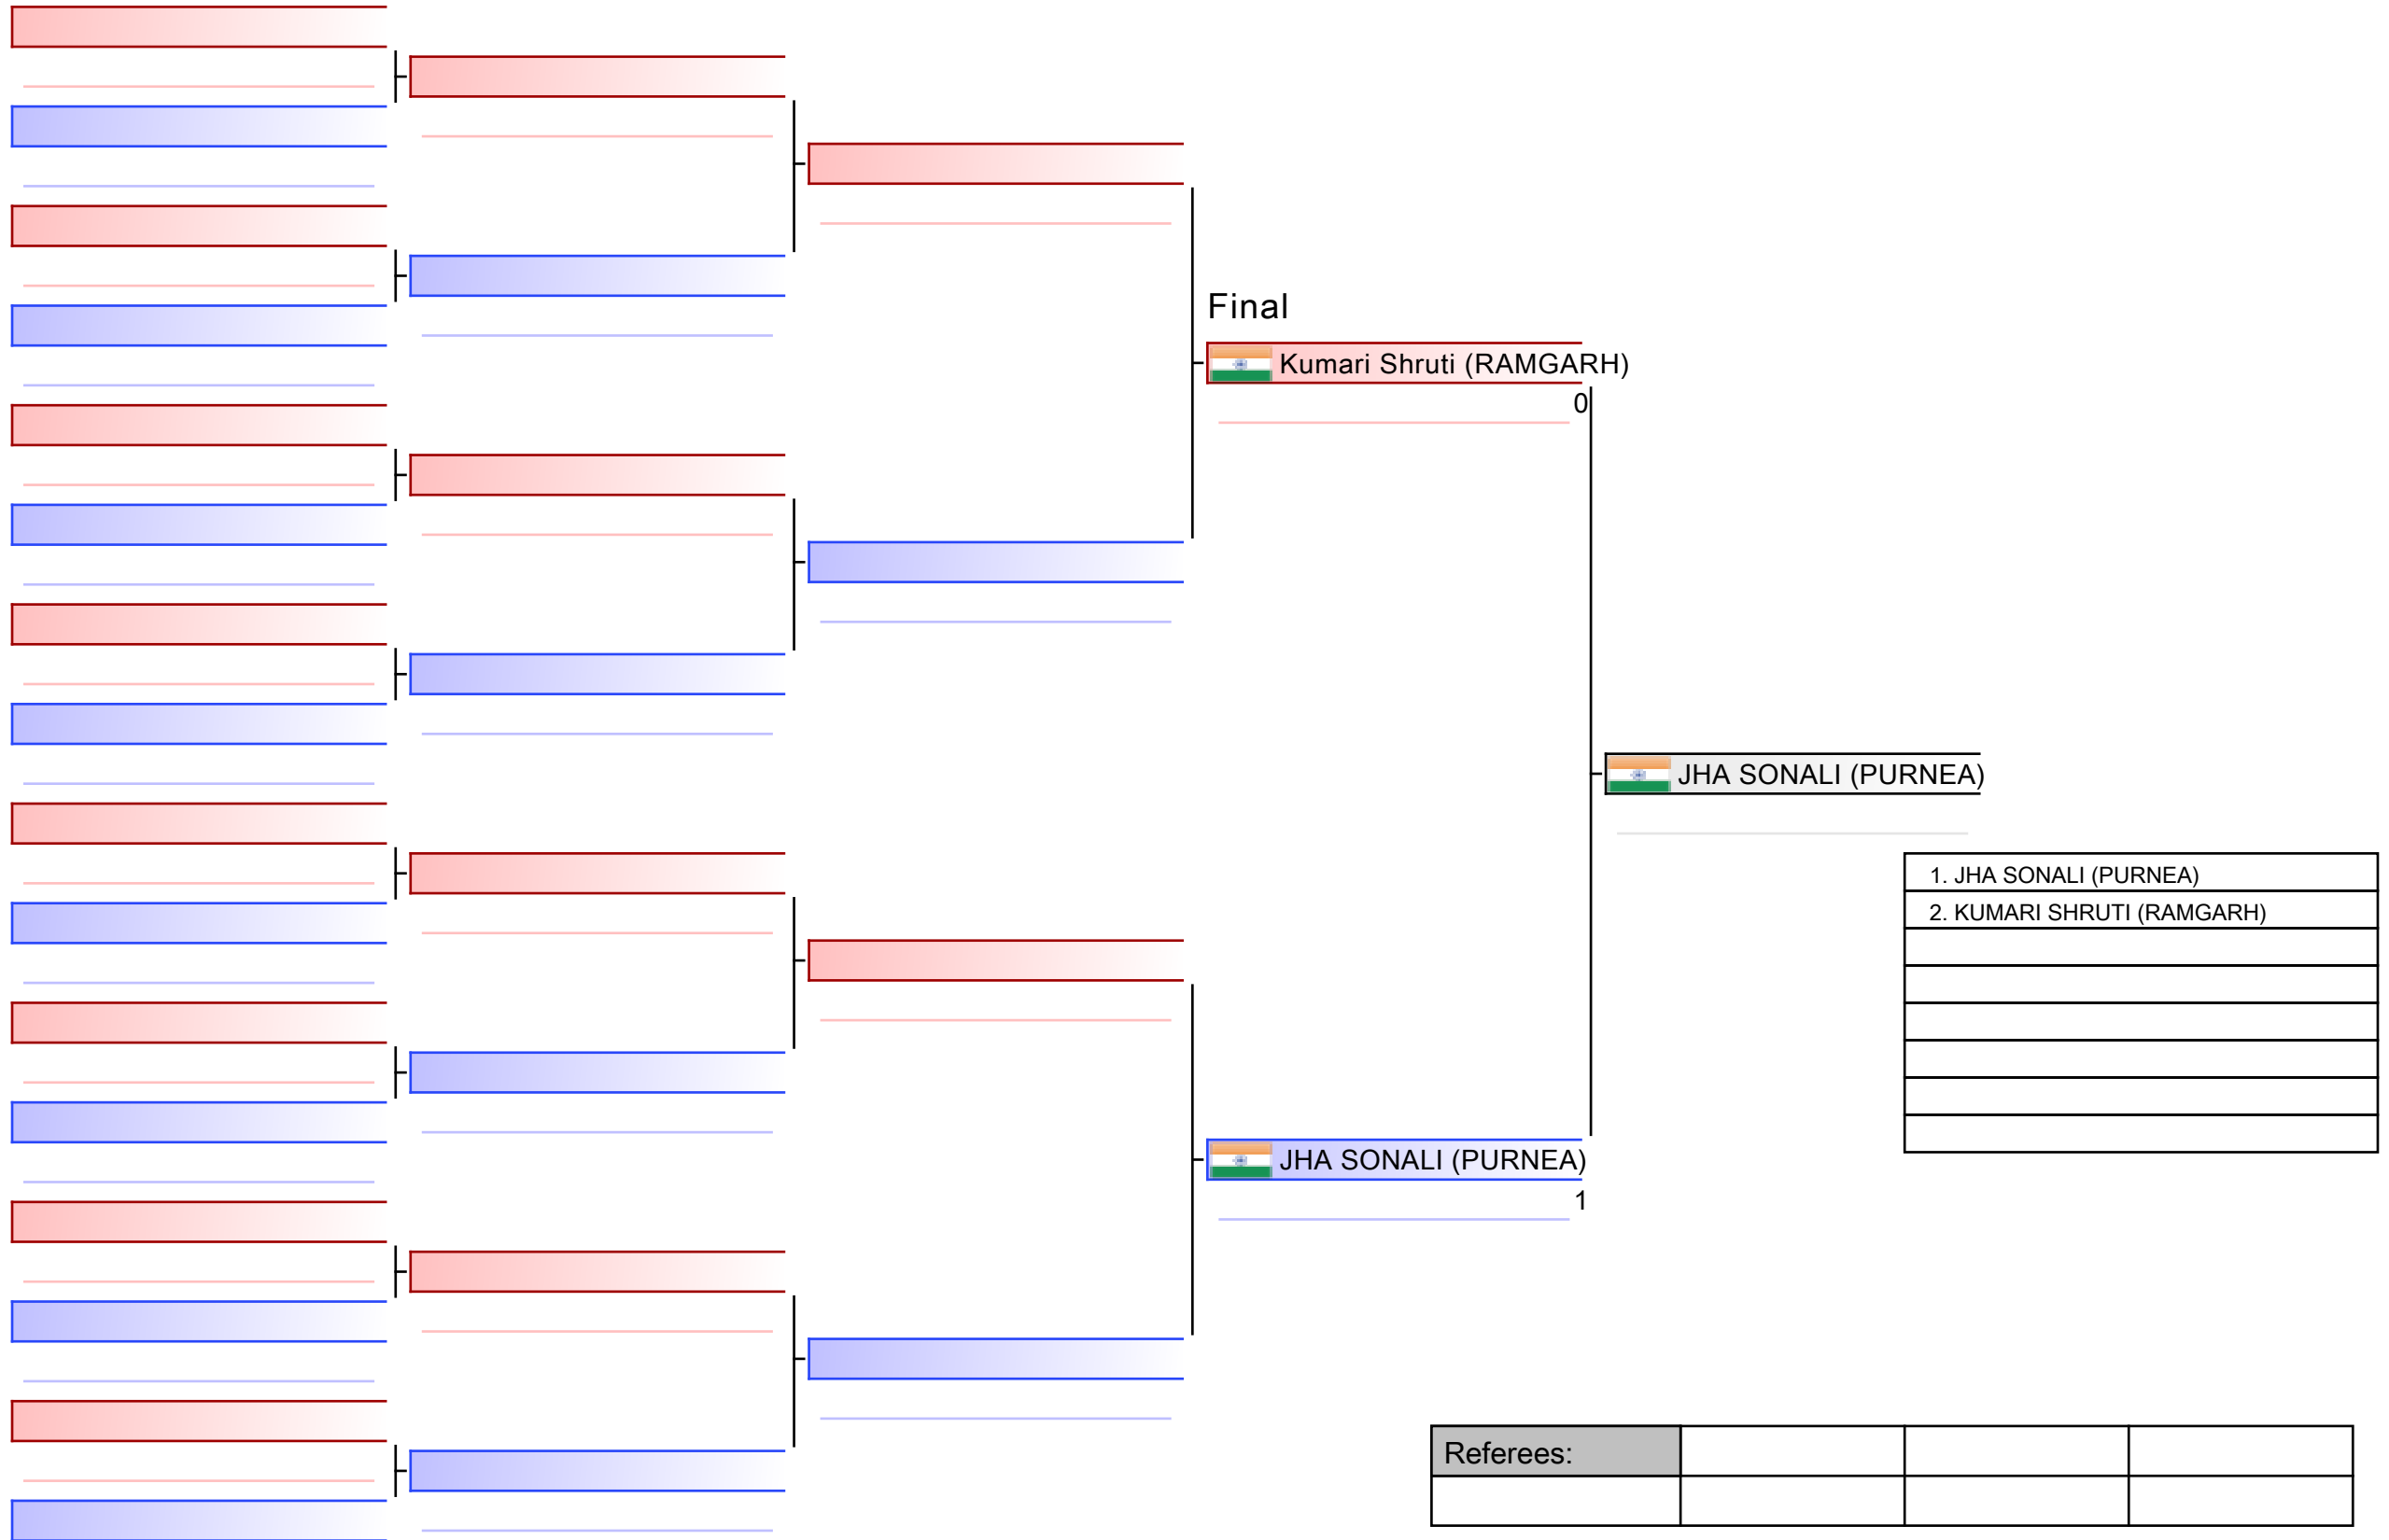 Final
Kumari Shruti (RAMGARH)
0
JHA SONALI (PURNEA)
1. JHA SONALI (PURNEA)
2. KUMARI SHRUTI (RAMGARH)
JHA SONALI (PURNEA)
1
Referees: